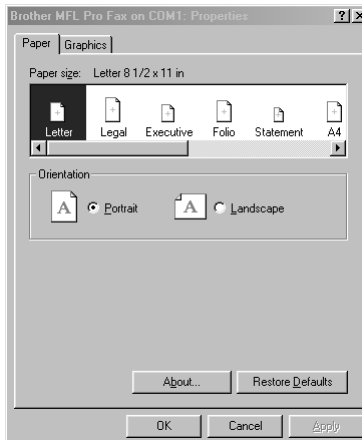 Brother MFL Pro Fax on COM1: Properties
Paper Graphics
Paper size: Letter 8 1/2 x 11 in
Letter Legal Executive Folio Statement A4
Orientation
A Portrait A Landscape
About... Restore Defaults
OK Cancel Apply